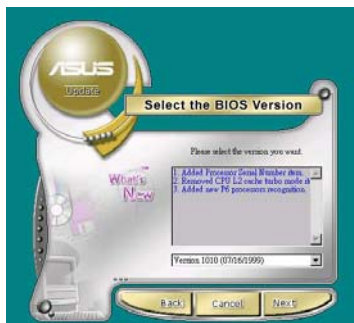 ASUS
Update
Select the BIOS Version
Please select the version you want.
What's
New
1. Added Processor Serial Number item.
2. Removed CPU L2 cache turbo mode it
3. Added new P6 processors recognition.
Version 1010 (07/16/1999)
Back
Cancel
Next